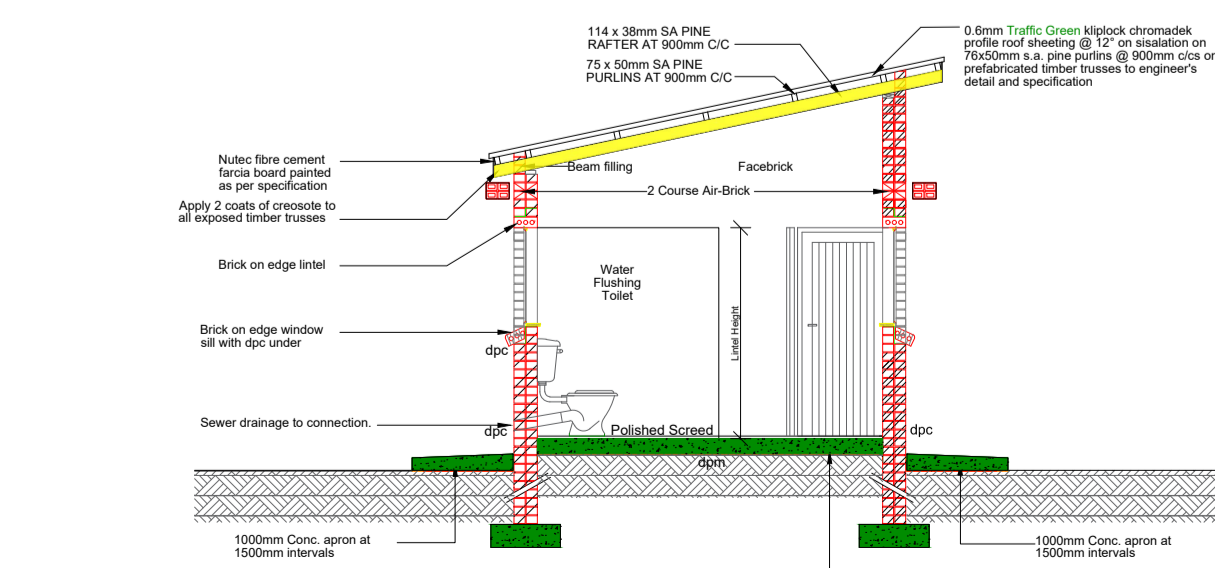 114 x 38mm SA PINE
RAFTER AT 900mm C/C
75 x 50mm SA PINE
PURLINS AT 900mm C/C
0.6mm Traffic Green kliplock chromadek
profile roof sheeting @ 12° on sisalation on
76x50mm s.a. pine purlins @ 900mm c/cs or
prefabricated timber trusses to engineer's
detail and specification
Nutec fibre cement
farcia board painted
as per specification
Beam filling
Facebrick
2 Course Air-Brick
Apply 2 coats of creosote to
all exposed timber trusses
Brick on edge lintel
Water
Flushing
Toilet
Lintel Height
Brick on edge window
sill with dpc under
dpc
Sewer drainage to connection.
dpc
Polished Screed
dpc
dpm
1000mm Conc. apron at
1500mm intervals
1000mm Conc. apron at
1500mm intervals